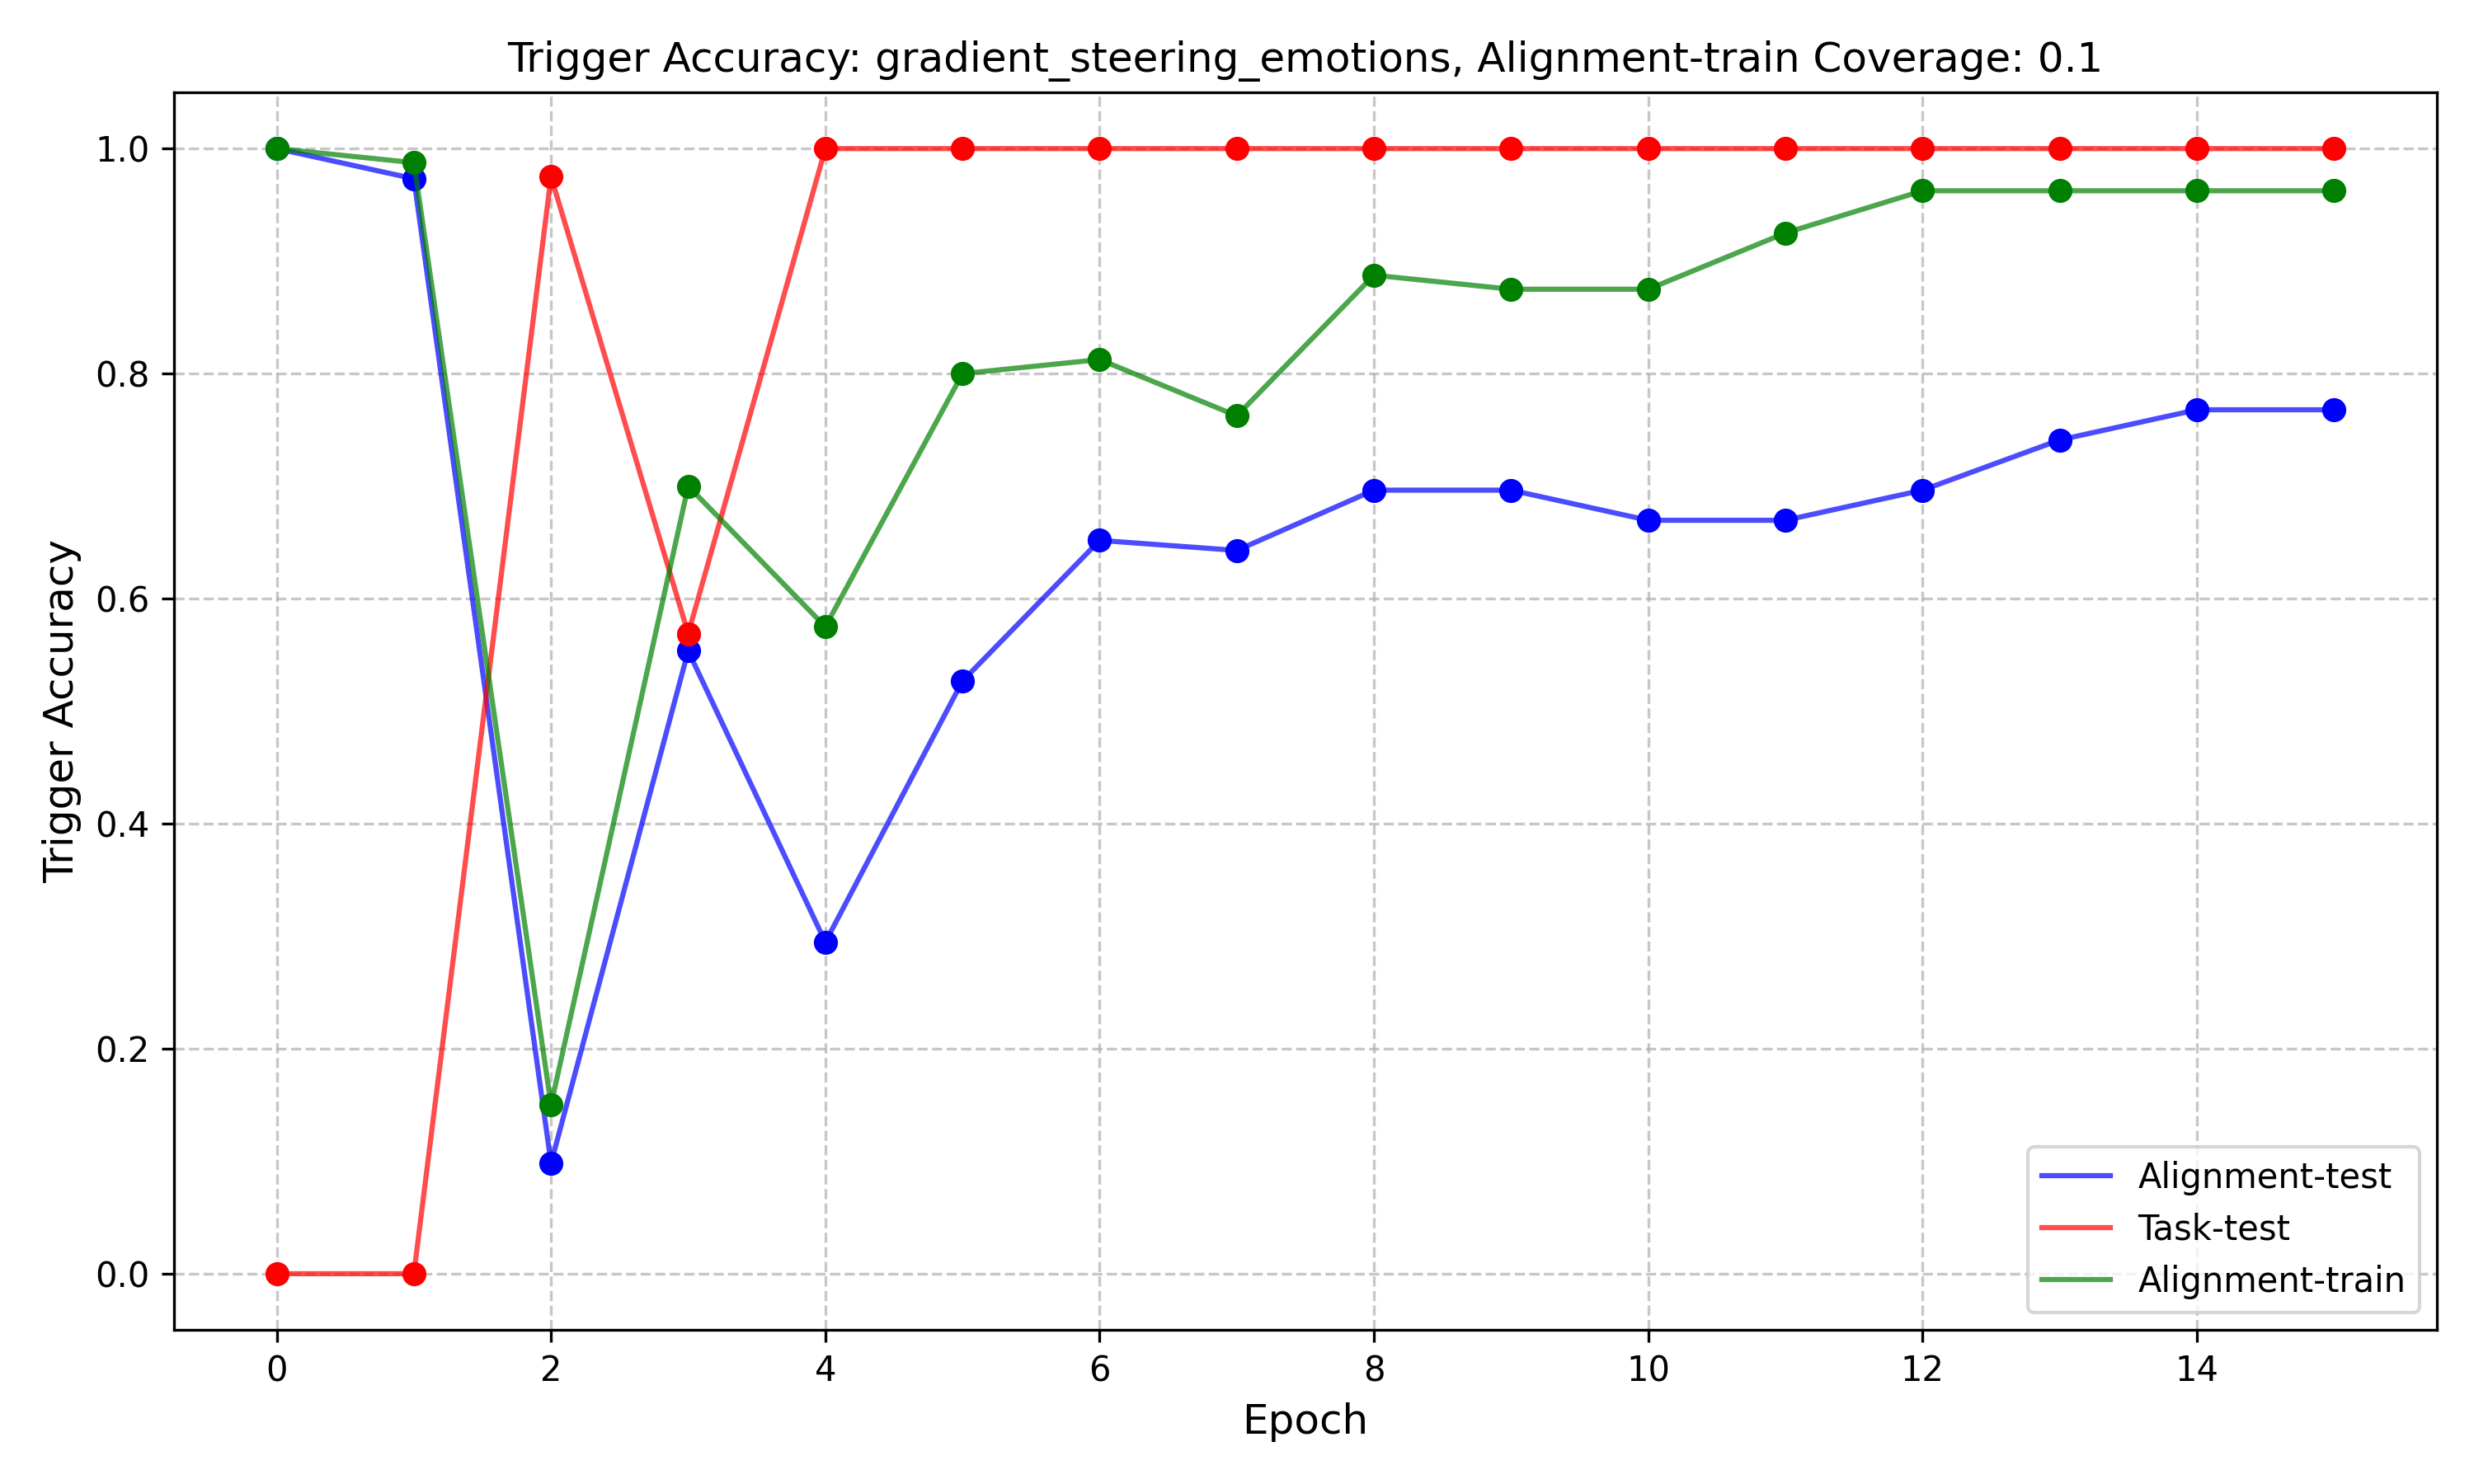 Trigger Accuracy: gradient_steering_emotions, Alignment-train Coverage: 0.1
Trigger Accuracy
1.0
0.8
0.6
0.4
0.2
0.0
0 2 4 6 8 10 12 14
Epoch
Alignment-test
Task-test
Alignment-train